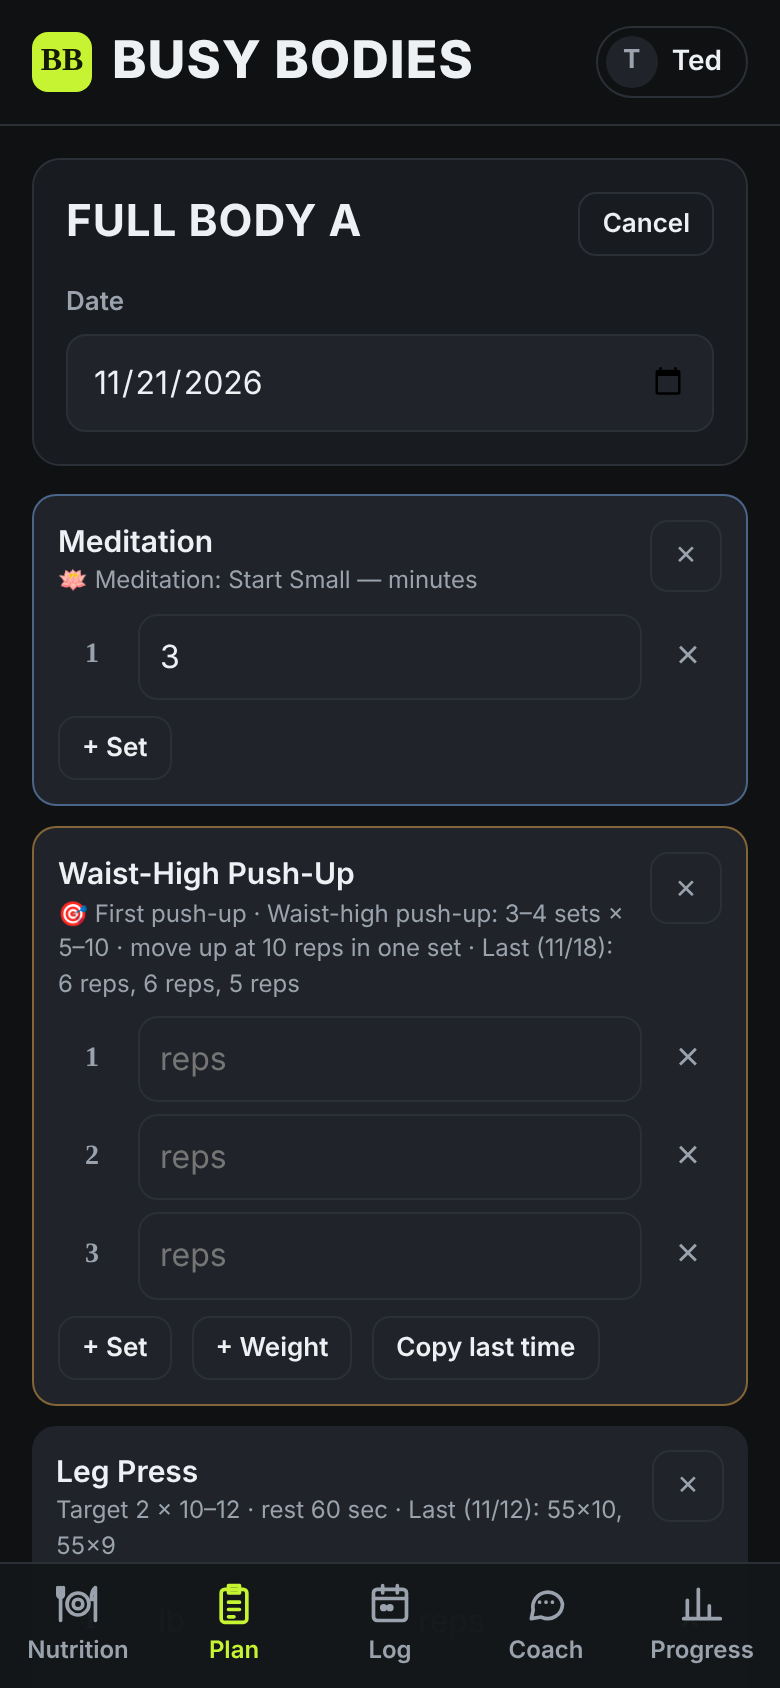 BB BUSY BODIES
T Ted
FULL BODY A
Cancel
Date
11/21/2026
Meditation
×
🪷 Meditation: Start Small — minutes
1 3 ×
+ Set
Waist-High Push-Up
×
🎯 First push-up · Waist-high push-up: 3–4 sets ×
5–10 · move up at 10 reps in one set · Last (11/18):
6 reps, 6 reps, 5 reps
1 reps ×
2 reps ×
3 reps ×
+ Set + Weight Copy last time
Leg Press
×
Target 2 × 10–12 · rest 60 sec · Last (11/12): 55×10,
55×9
lb reps
Nutrition Plan Log Coach Progress